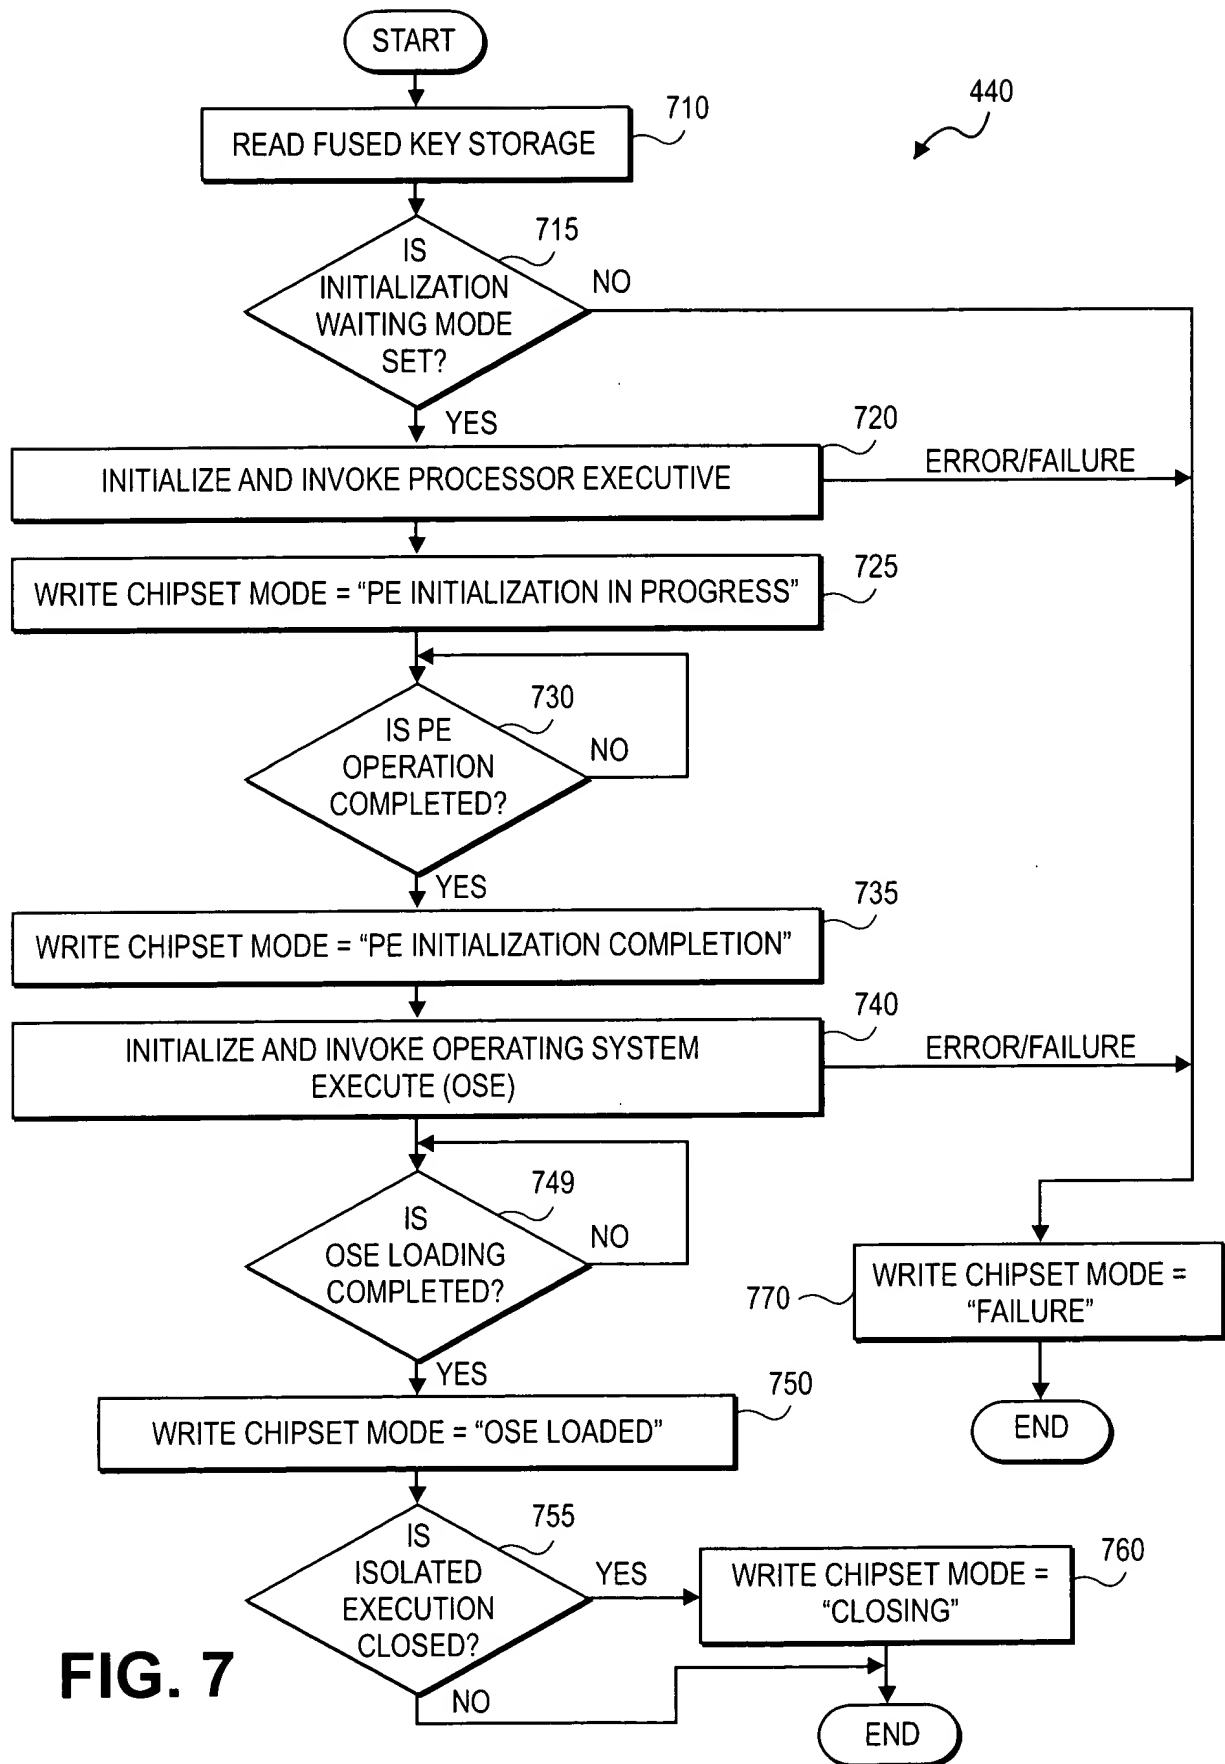 START
READ FUSED KEY STORAGE
710
440
IS
INITIALIZATION
WAITING MODE
SET?
715
NO
YES
INITIALIZE AND INVOKE PROCESSOR EXECUTIVE
720
ERROR/FAILURE
WRITE CHIPSET MODE = “PE INITIALIZATION IN PROGRESS”
725
IS PE
OPERATION
COMPLETED?
730
NO
YES
WRITE CHIPSET MODE = “PE INITIALIZATION COMPLETION”
735
INITIALIZE AND INVOKE OPERATING SYSTEM
EXECUTE (OSE)
740
ERROR/FAILURE
IS
OSE LOADING
COMPLETED?
749
NO
YES
WRITE CHIPSET MODE =
“FAILURE”
770
END
WRITE CHIPSET MODE = “OSE LOADED”
750
IS
ISOLATED
EXECUTION
CLOSED?
755
YES
NO
WRITE CHIPSET MODE =
“CLOSING”
760
END
FIG. 7